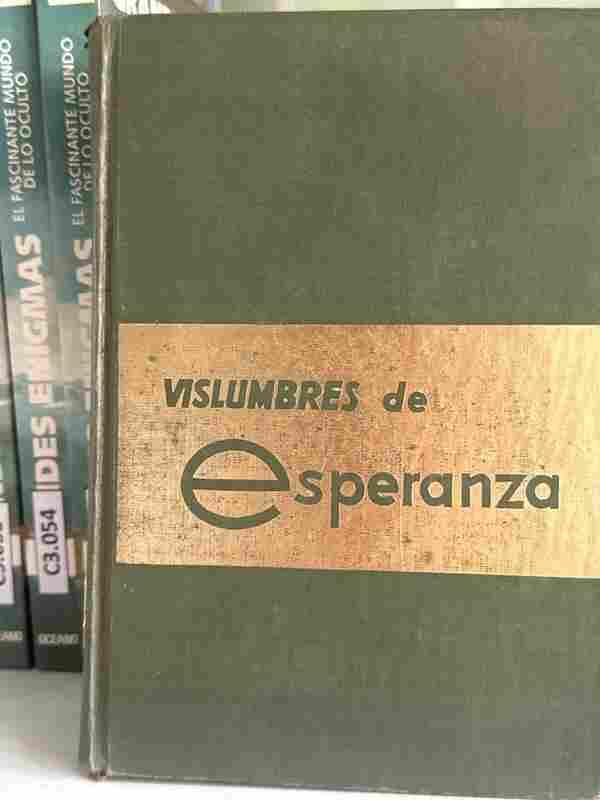 EL FASCINANTE MUNDO
DE LO OCULTO
DES ENIGMAS
C3.054
OCEANO
EL FASCINANTE MUNDO
DE LO OCULTO
VISLUMBRES de
esperanza